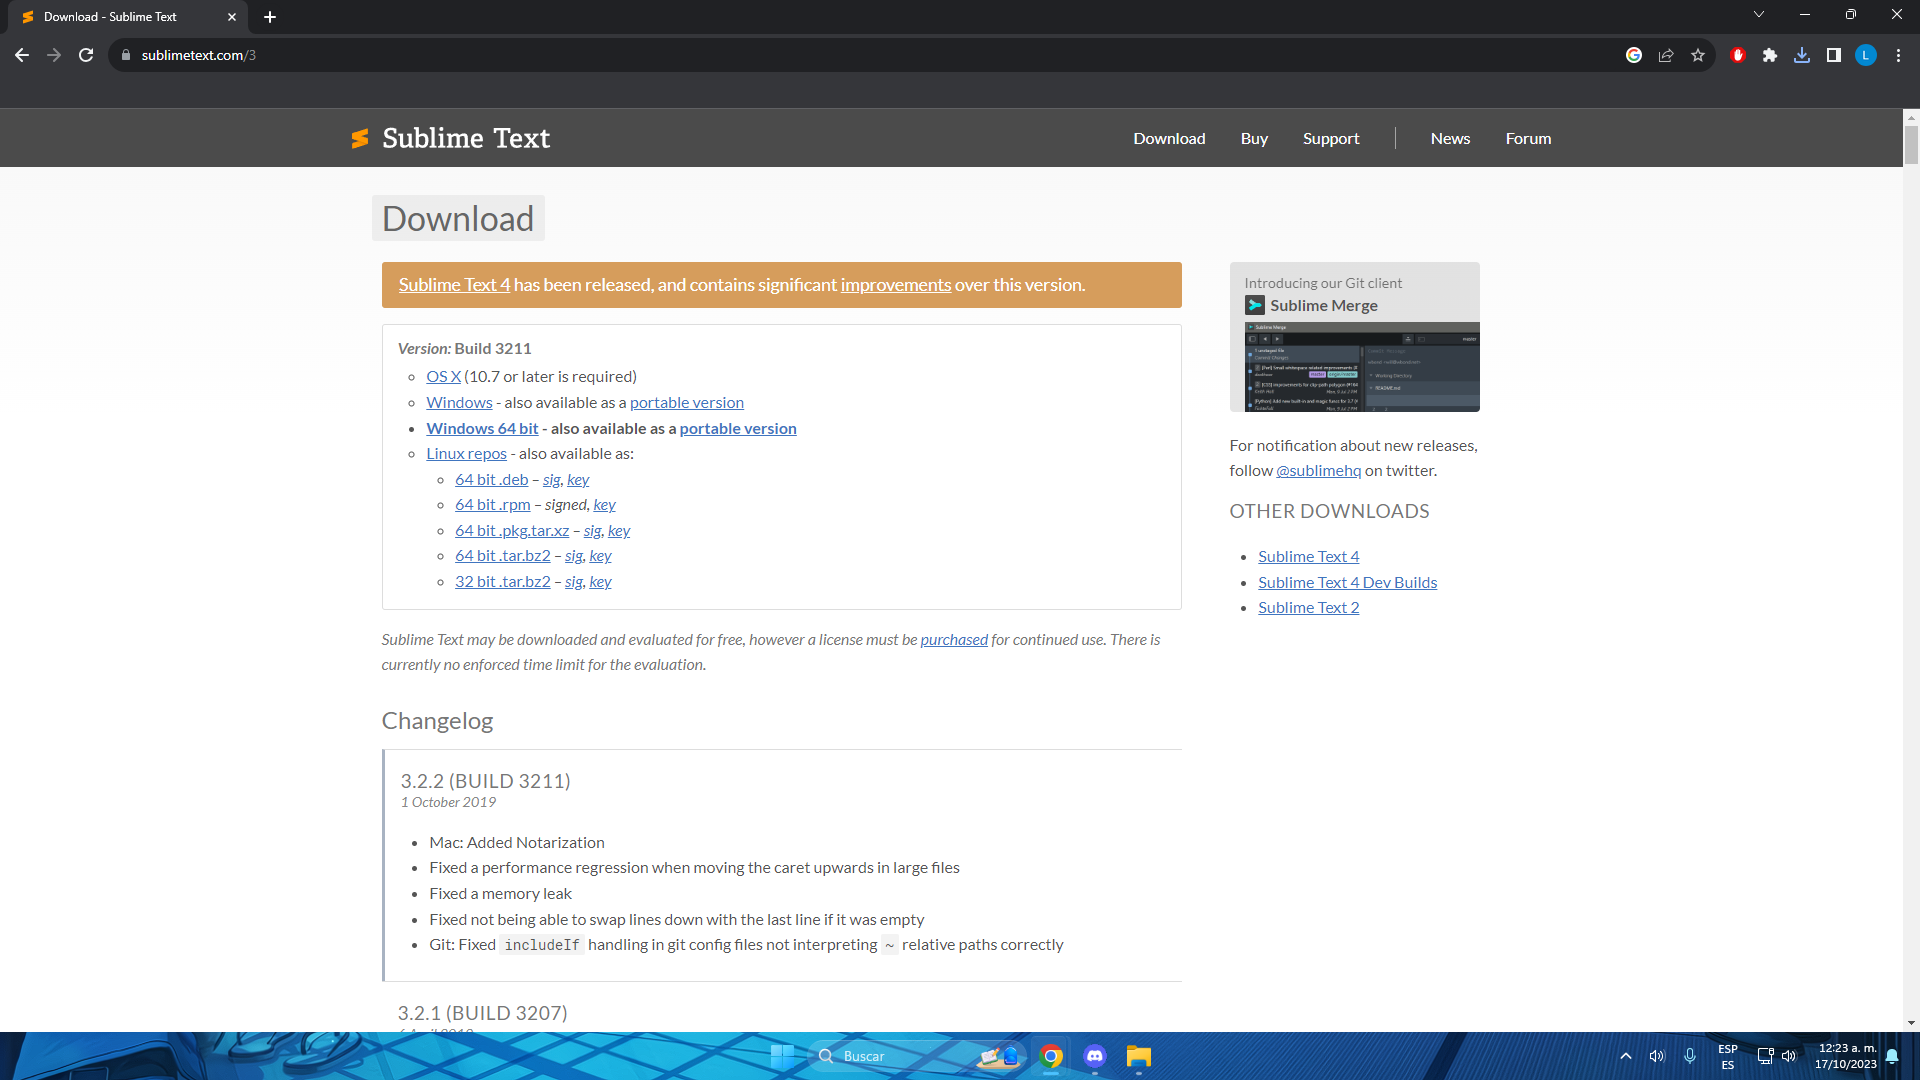 Download - Sublime Text
sublimetext.com/3
L
Sublime Text
Download
Buy
Support
News
Forum
Download
Sublime Text 4 has been released, and contains significant improvements over this version.
Version: Build 3211
OS X (10.7 or later is required)
Windows - also available as a portable version
Windows 64 bit - also available as a portable version
Linux repos - also available as:
64 bit .deb – sig, key
64 bit .rpm – signed, key
64 bit .pkg.tar.xz – sig, key
64 bit .tar.bz2 – sig, key
32 bit .tar.bz2 – sig, key
Sublime Text may be downloaded and evaluated for free, however a license must be purchased for continued use. There is
currently no enforced time limit for the evaluation.
Changelog
3.2.2 (BUILD 3211)
1 October 2019
Mac: Added Notarization
Fixed a performance regression when moving the caret upwards in large files
Fixed a memory leak
Fixed not being able to swap lines down with the last line if it was empty
Git: Fixed includeIf handling in git config files not interpreting ~ relative paths correctly
3.2.1 (BUILD 3207)
Introducing our Git client
Sublime Merge
Sublime Merge
For notification about new releases,
follow @sublimehq on twitter.
OTHER DOWNLOADS
Sublime Text 4
Sublime Text 4 Dev Builds
Sublime Text 2
Buscar
ESP
ES
12:23 a. m.
17/10/2023